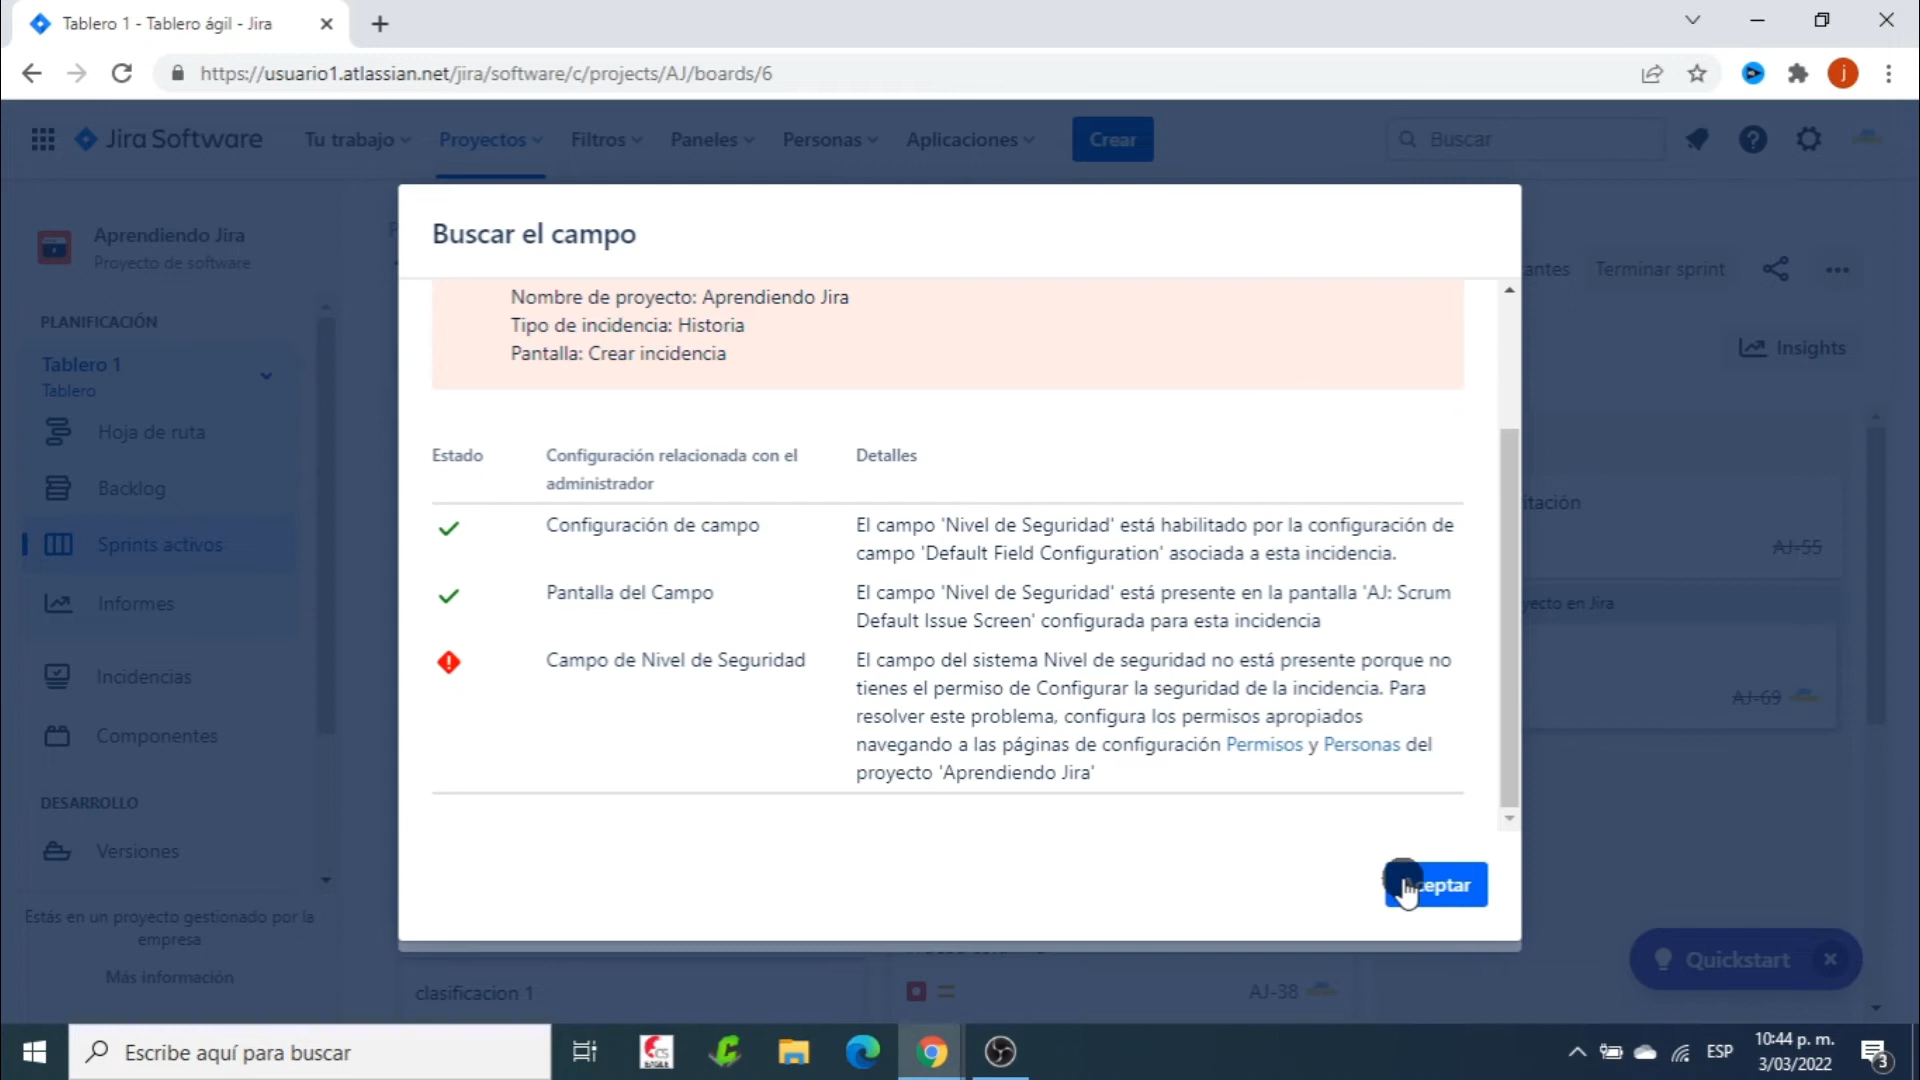 Tablero 1 - Tablero ágil - Jira
https://usuario1.atlassian.net/jira/software/c/projects/AJ/boards/6
j
Jira Software
Tu trabajo
Proyectos
Filtros
Paneles
Personas
Aplicaciones
Crear
Buscar
Aprendiendo Jira
Proyecto de software
antes
Terminar sprint
PLANIFICACIÓN
Tablero 1
Tablero
Insights
Hoja de ruta
Backlog
Sprints activos
Informes
Incidencias
Componentes
DESARROLLO
Versiones
Estás en un proyecto gestionado por la
empresa
Más información
Buscar el campo
Nombre de proyecto: Aprendiendo Jira
Tipo de incidencia: Historia
Pantalla: Crear incidencia
Estado
Configuración relacionada con el
administrador
Detalles
Configuración de campo
El campo 'Nivel de Seguridad' está habilitado por la configuración de
campo 'Default Field Configuration' asociada a esta incidencia.
Pantalla del Campo
El campo 'Nivel de Seguridad' está presente en la pantalla 'AJ: Scrum
Default Issue Screen' configurada para esta incidencia
Campo de Nivel de Seguridad
El campo del sistema Nivel de seguridad no está presente porque no
tienes el permiso de Configurar la seguridad de la incidencia. Para
resolver este problema, configura los permisos apropiados
navegando a las páginas de configuración Permisos y Personas del
proyecto 'Aprendiendo Jira'
ceptar
itación
AJ-55
yecto en Jira
AJ-69
clasificacion 1
AJ-38
Quickstart
Escribe aquí para buscar
ESP
10:44 p. m.
3/03/2022
3